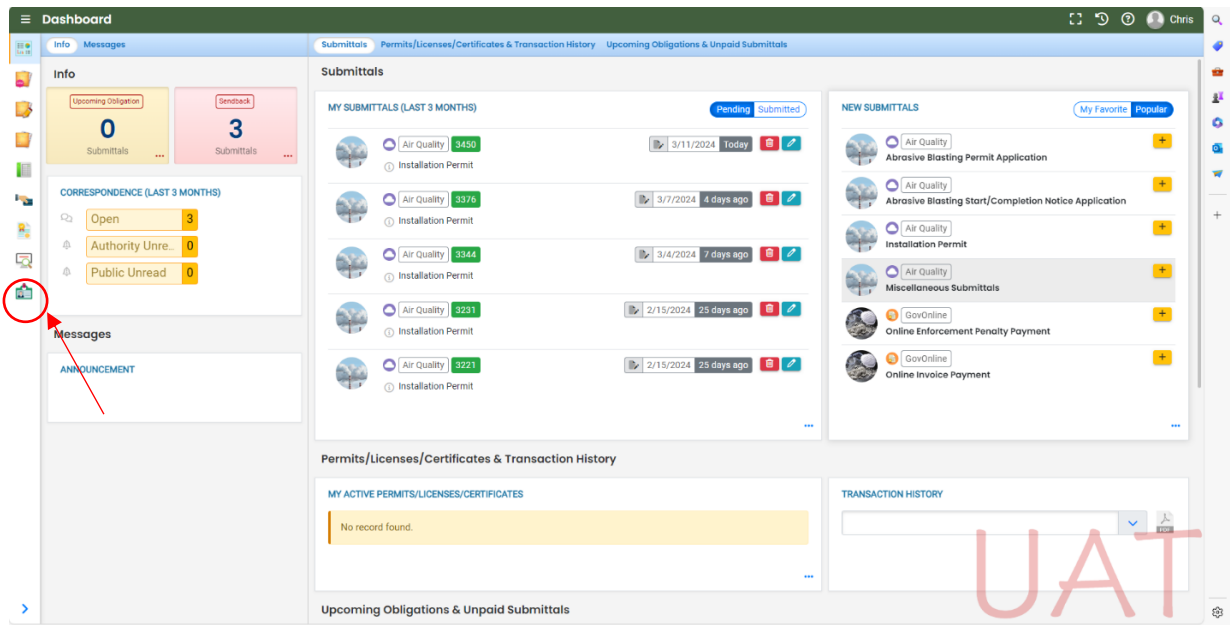 Dashboard
Chris
Info
Messages
Submittals
Permits/Licenses/Certificates & Transaction History
Upcoming Obligations & Unpaid Submittals
Info
Upcoming Obligation
0
Submittals
...
Sendback
3
Submittals
...
CORRESPONDENCE (LAST 3 MONTHS)
Open 3
Authority Unre.. 0
Public Unread 0
Messages
ANNOUNCEMENT
Submittals
MY SUBMITTALS (LAST 3 MONTHS)
Pending Submitted
Air Quality 3450 3/11/2024 Today
Installation Permit
Air Quality 3376 3/7/2024 4 days ago
Installation Permit
Air Quality 3344 3/4/2024 7 days ago
Installation Permit
Air Quality 3231 2/15/2024 25 days ago
Installation Permit
Air Quality 3221 2/15/2024 25 days ago
Installation Permit
...
NEW SUBMITTALS
My Favorite Popular
Air Quality
Abrasive Blasting Permit Application
Air Quality
Abrasive Blasting Start/Completion Notice Application
Air Quality
Installation Permit
Air Quality
Miscellaneous Submittals
GovOnline
Online Enforcement Penalty Payment
GovOnline
Online Invoice Payment
...
Permits/Licenses/Certificates & Transaction History
MY ACTIVE PERMITS/LICENSES/CERTIFICATES
No record found.
...
TRANSACTION HISTORY
PDF
UAT
Upcoming Obligations & Unpaid Submittals